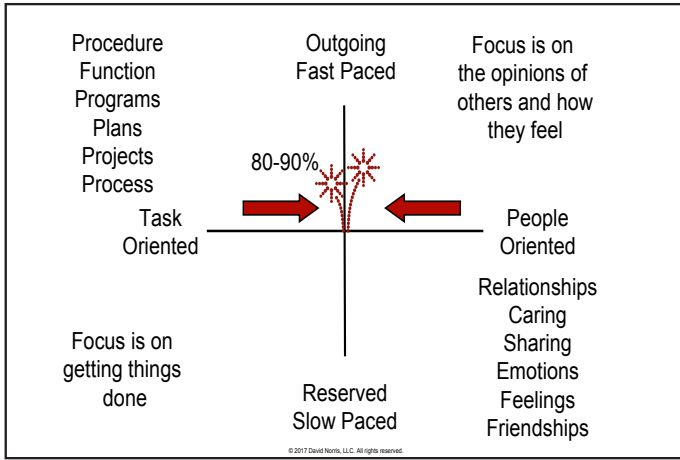 Procedure
Function
Programs
Plans
Projects
Process
Outgoing
Fast Paced
Focus is on
the opinions of
others and how
they feel
80-90%
Task
Oriented
People
Oriented
Focus is on
getting things
done
Reserved
Slow Paced
Relationships
Caring
Sharing
Emotions
Feelings
Friendships
© 2017 David Norris, LLC. All rights reserved.